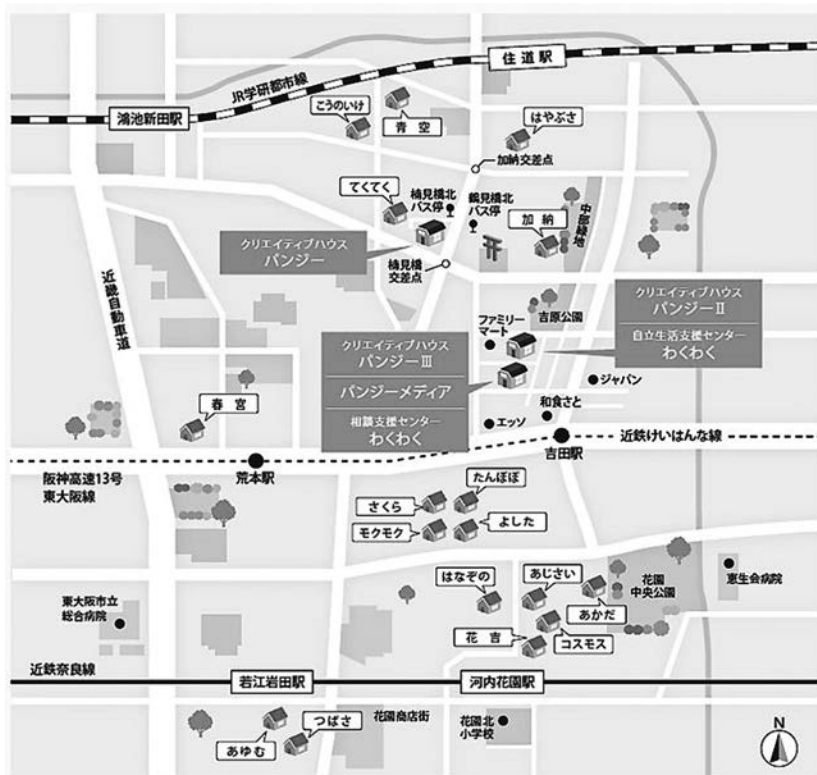 住道駅
JR学研都市線
鴻池新田駅
こうのいけ
青空
はやぶさ
加納交差点
てくてく
楠見橋北
バス停
鶴見橋北
バス停
加納
中部緑地
クリエイティブハウス
パンジー
楠見橋
交差点
近畿自動車道
吉原公園
ファミリー
マート
クリエイティブハウス
パンジーⅡ
自立生活支援センター
わくわく
クリエイティブハウス
パンジーⅢ
パンジーメディア
相談支援センター
わくわく
ジャパン
和食さと
エッソ
春宮
近鉄けいはんな線
吉田駅
荒本駅
阪神高速13号
東大阪線
たんぽぽ
さくら
モクモク
よした
はなぞの
あじさい
あかだ
花園
中央公園
恵生会病院
コスモス
花吉
東大阪市立
総合病院
近鉄奈良線
若江岩田駅
河内花園駅
つばさ
あゆむ
花園商店街
花園北
小学校
N